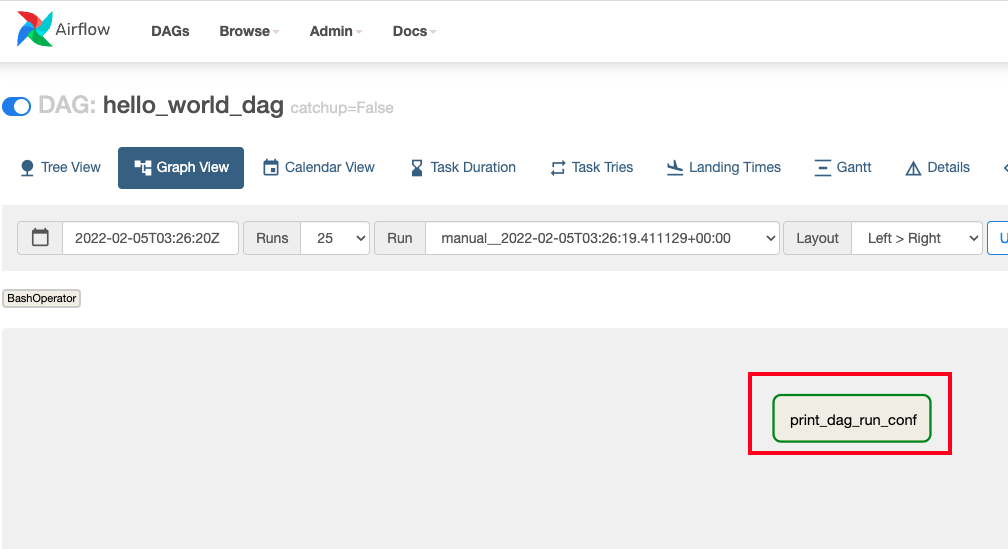 Airflow DAGs Browse Admin Docs
DAG: hello_world_dag catchup=False
Tree View Graph View Calendar View Task Duration Task Tries Landing Times Gantt Details
2022-02-05T03:26:20Z Runs 25 Run manual__2022-02-05T03:26:19.411129+00:00 Layout Left > Right
BashOperator
print_dag_run_conf